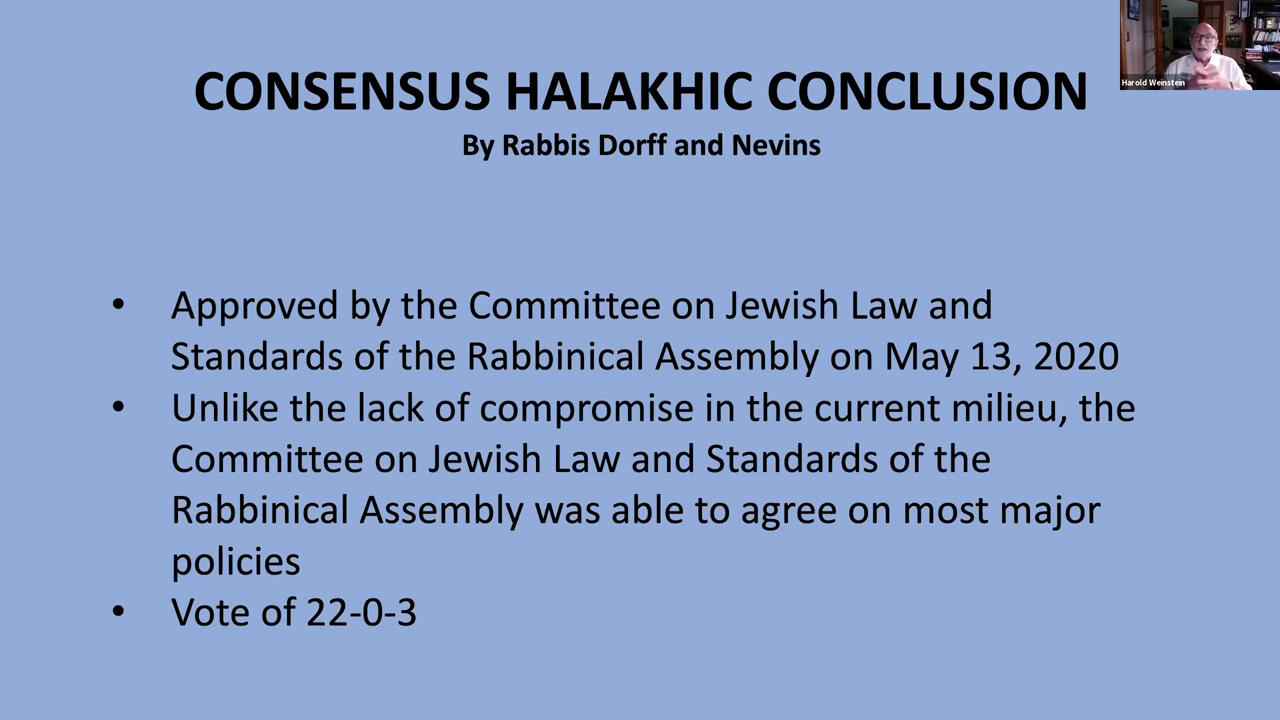 CONSENSUS HALAKHIC CONCLUSION
By Rabbis Dorff and Nevins
Harold Weinstein
• Approved by the Committee on Jewish Law and
Standards of the Rabbinical Assembly on May 13, 2020
• Unlike the lack of compromise in the current milieu, the
Committee on Jewish Law and Standards of the
Rabbinical Assembly was able to agree on most major
policies
• Vote of 22-0-3